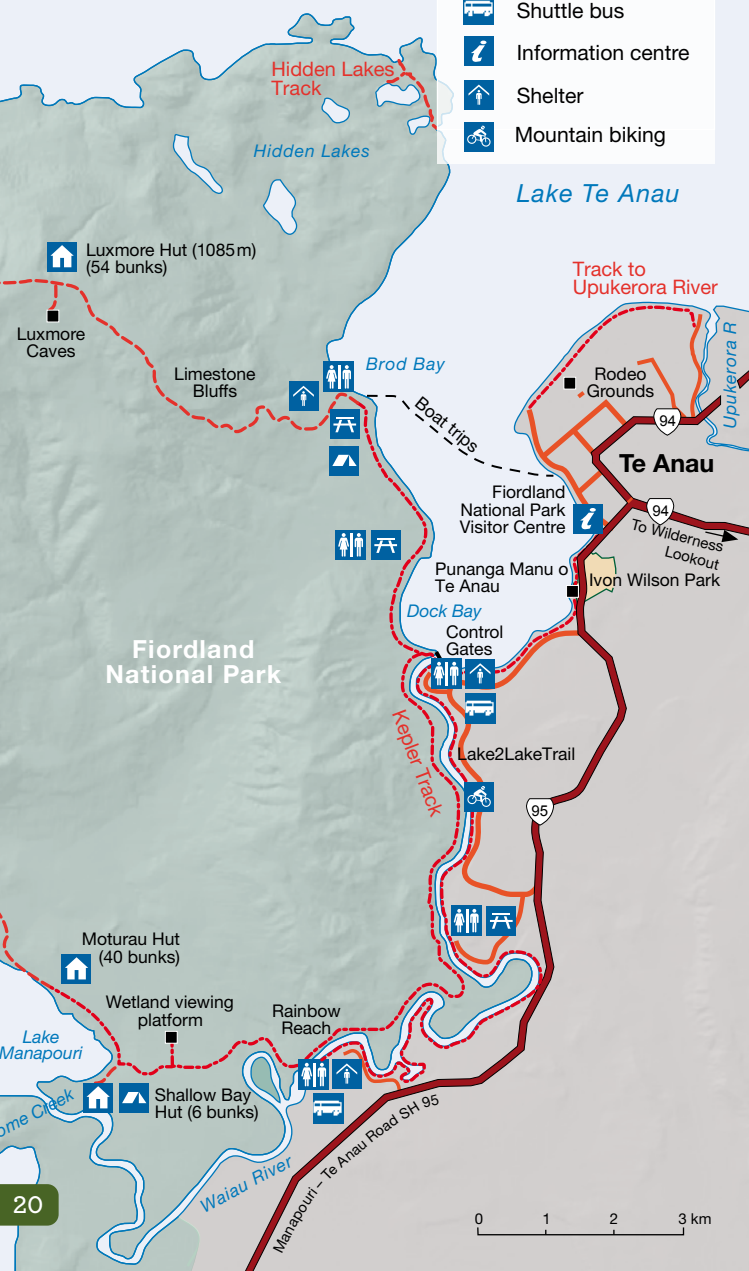 Shuttle bus
Information centre
Shelter
Mountain biking
Hidden Lakes
Track
Hidden Lakes
Lake Te Anau
Luxmore Hut (1085 m)
(54 bunks)
Luxmore
Caves
Limestone
Bluffs
Brod Bay
Boat trips
Track to
Upukerora River
Upukerora R
Rodeo
Grounds
94
Te Anau
94
To Wilderness
Lookout
Fiordland
National Park
Visitor Centre
Punanga Manu o
Te Anau
Ivon Wilson Park
Dock Bay
Control
Gates
Fiordland
National Park
Kepler Track
Lake2LakeTrail
95
Moturau Hut
(40 bunks)
Wetland viewing
platform
Rainbow
Reach
Lake
Manapouri
ome Creek
Shallow Bay
Hut (6 bunks)
Waiau River
Manapouri – Te Anau Road SH 95
20
0 1 2 3 km